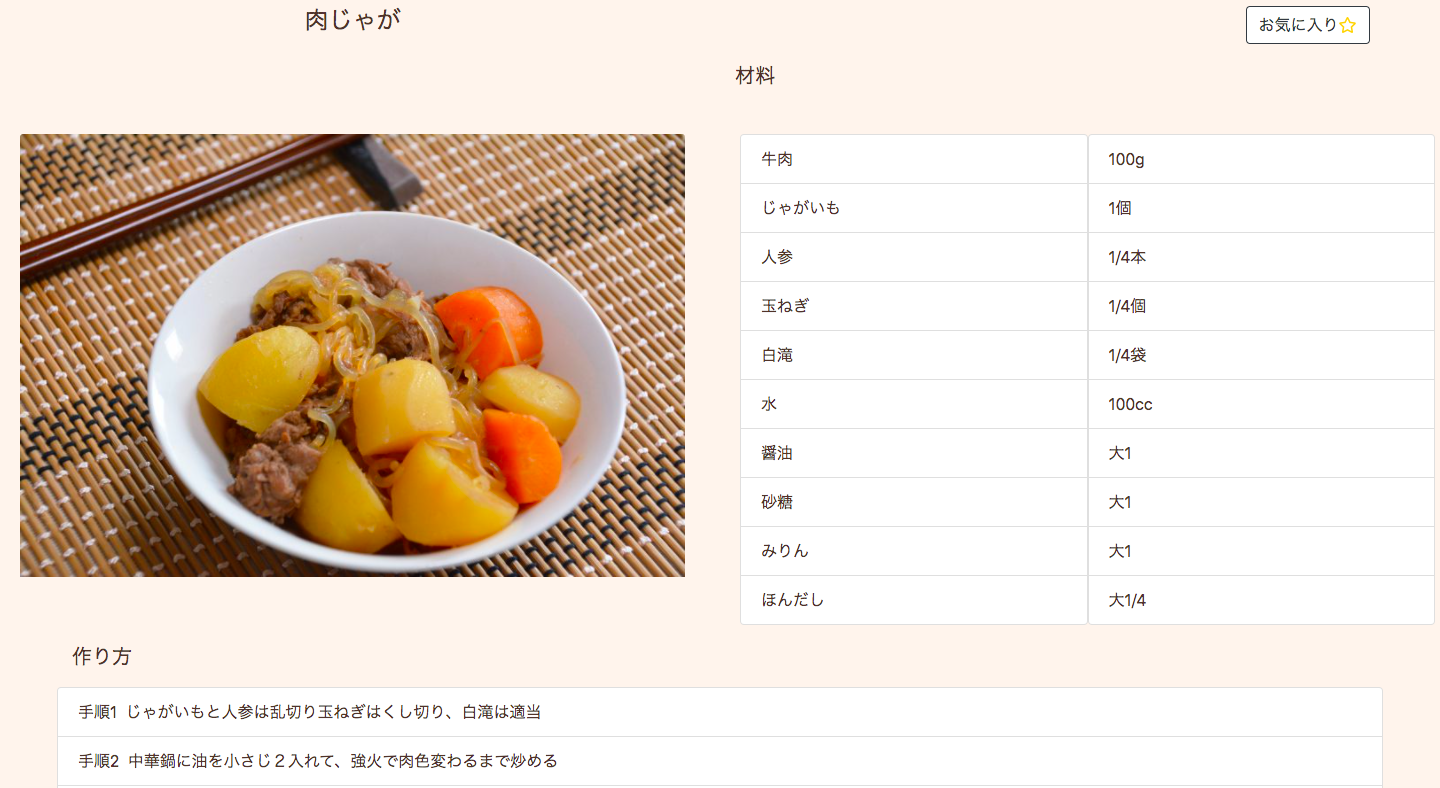 肉じゃが
お気に入り
材料
牛肉 100g
じゃがいも 1個
人参 1/4本
玉ねぎ 1/4個
白滝 1/4袋
水 100cc
醤油 大1
砂糖 大1
みりん 大1
ほんだし 大1/4
作り方
手順1 じゃがいもと人参は乱切り玉ねぎはくし切り、白滝は適当
手順2 中華鍋に油を小さじ２入れて、強火で肉色変わるまで炒める